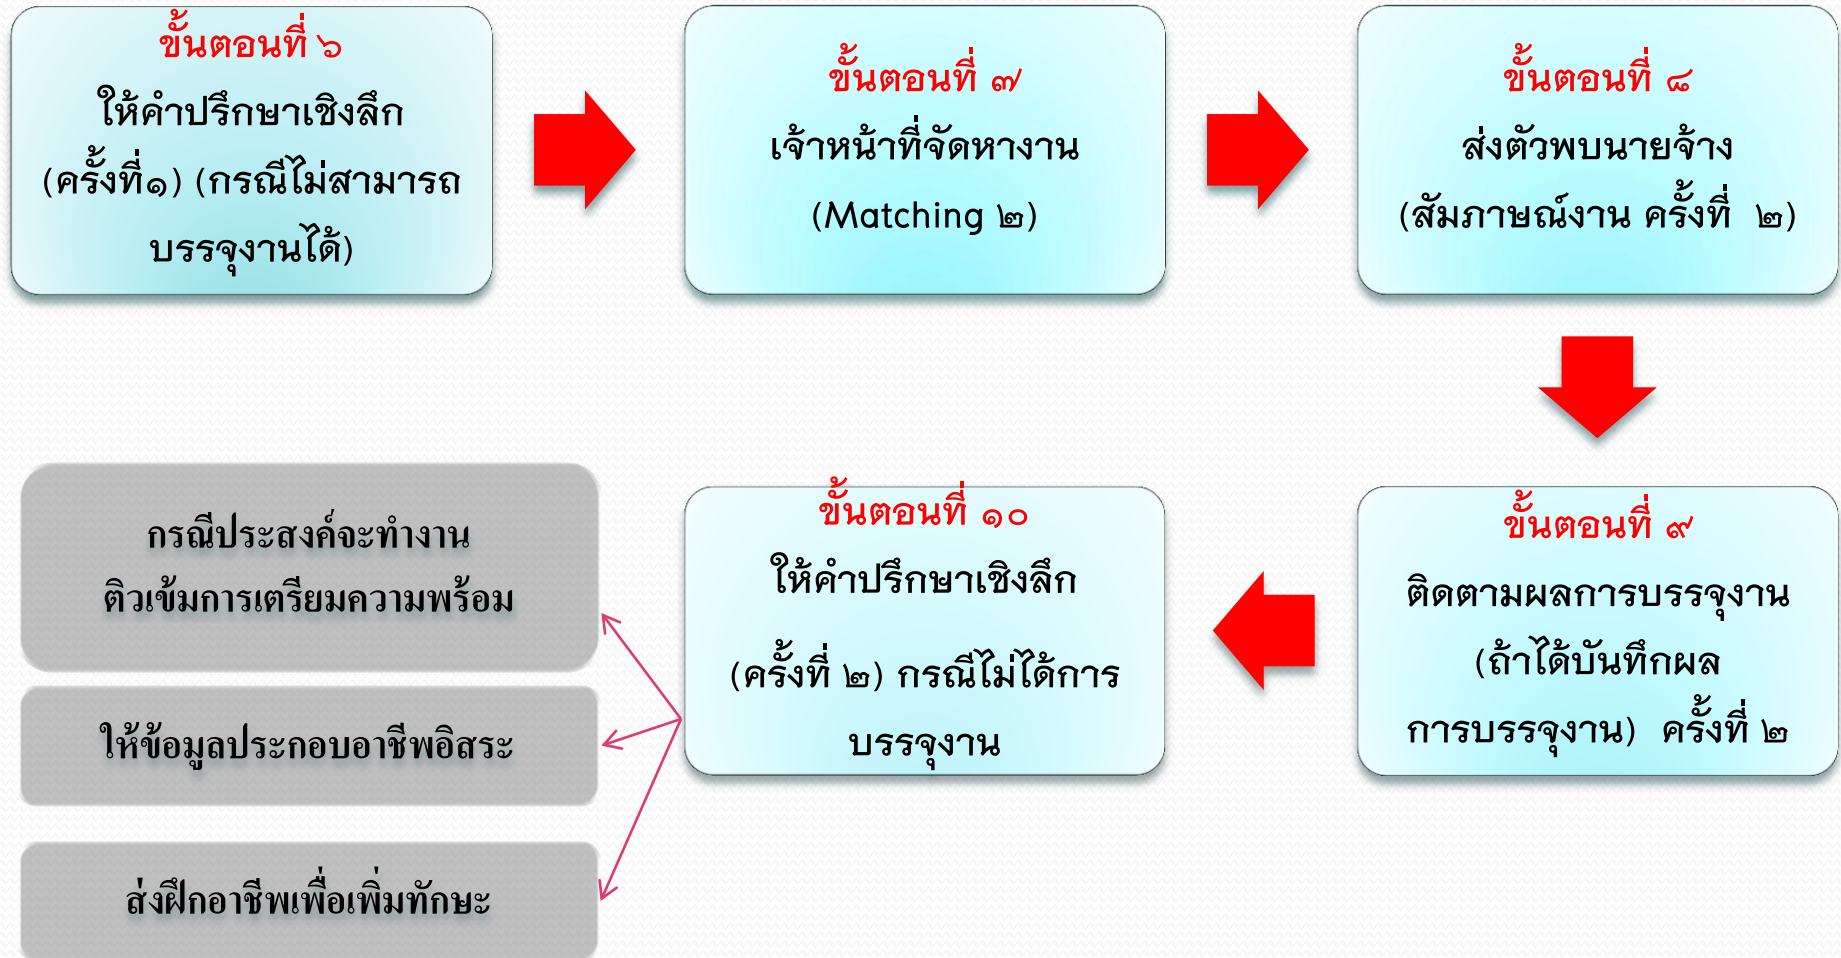 ขั้นตอนที่ ๖
ให้คำปรึกษาเชิงลึก
(ครั้งที่๑) (กรณีไม่สามารถ
บรรจุงานได้)
ขั้นตอนที่ ๓
เจ้าหน้าที่จัดหางาน
(Matching ๒)
ขั้นตอนที่ ๘
ส่งตัวพบนายจ้าง
(สัมภาษณ์งาน ครั้งที่ ๒)
ขั้นตอนที่ ๙
ติดตามผลการบรรจุงาน
(ถ้าได้บันทึกผล
การบรรจุงาน) ครั้งที่ ๒
ขั้นตอนที่ ๑๐
ให้คำปรึกษาเชิงลึก
(ครั้งที่ ๒) กรณีไม่ได้การ
บรรจุงาน
กรณีประสงค์จะทำงาน
ติวเข้มการเตรียมความพร้อม
ให้ข้อมูลประกอบอาชีพอิสระ
ส่งฝึกอาชีพเพื่อเพิ่มทักษะ